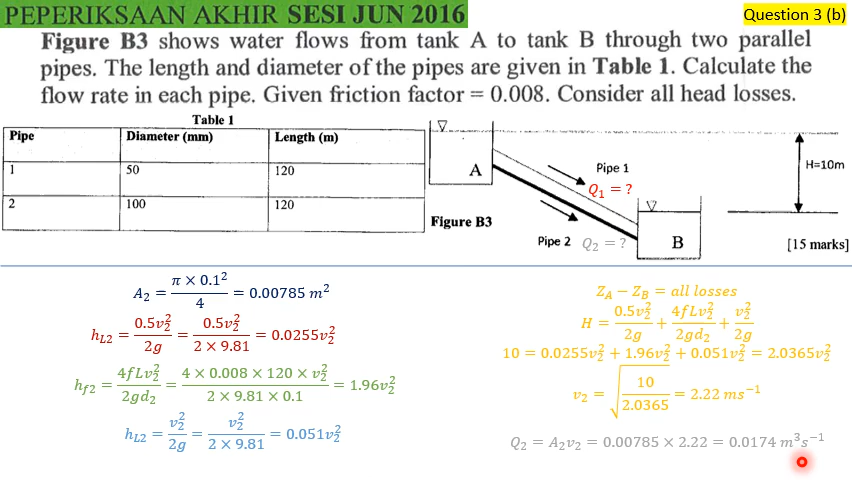 PEPERIKSAAN AKHIR SESI JUN 2016
Question 3 (b)
Figure B3 shows water flows from tank A to tank B through two parallel
pipes. The length and diameter of the pipes are given in Table 1. Calculate the
flow rate in each pipe. Given friction factor = 0.008. Consider all head losses.
Table 1
Pipe Diameter (mm) Length (m)
1 50 120
2 100 120
A
Pipe 1
Q₁ = ?
H=10m
Figure B3
Pipe 2 Q₂ = ?
B
[15 marks]
A₂ = π × 0.1² / 4 = 0.00785 m²
h_L2 = 0.5v₂² / 2g = 0.5v₂² / 2 × 9.81 = 0.0255v₂²
h_f2 = 4fLv₂² / 2gd₂ = 4 × 0.008 × 120 × v₂² / 2 × 9.81 × 0.1 = 1.96v₂²
h_L2 = v₂² / 2g = v₂² / 2 × 9.81 = 0.051v₂²
Z_A − Z_B = all losses
H = 0.5v₂² / 2g + 4fLv₂² / 2gd₂ + v₂² / 2g
10 = 0.0255v₂² + 1.96v₂² + 0.051v₂² = 2.0365v₂²
v₂ = √(10 / 2.0365) = 2.22 ms⁻¹
Q₂ = A₂v₂ = 0.00785 × 2.22 = 0.0174 m³s⁻¹